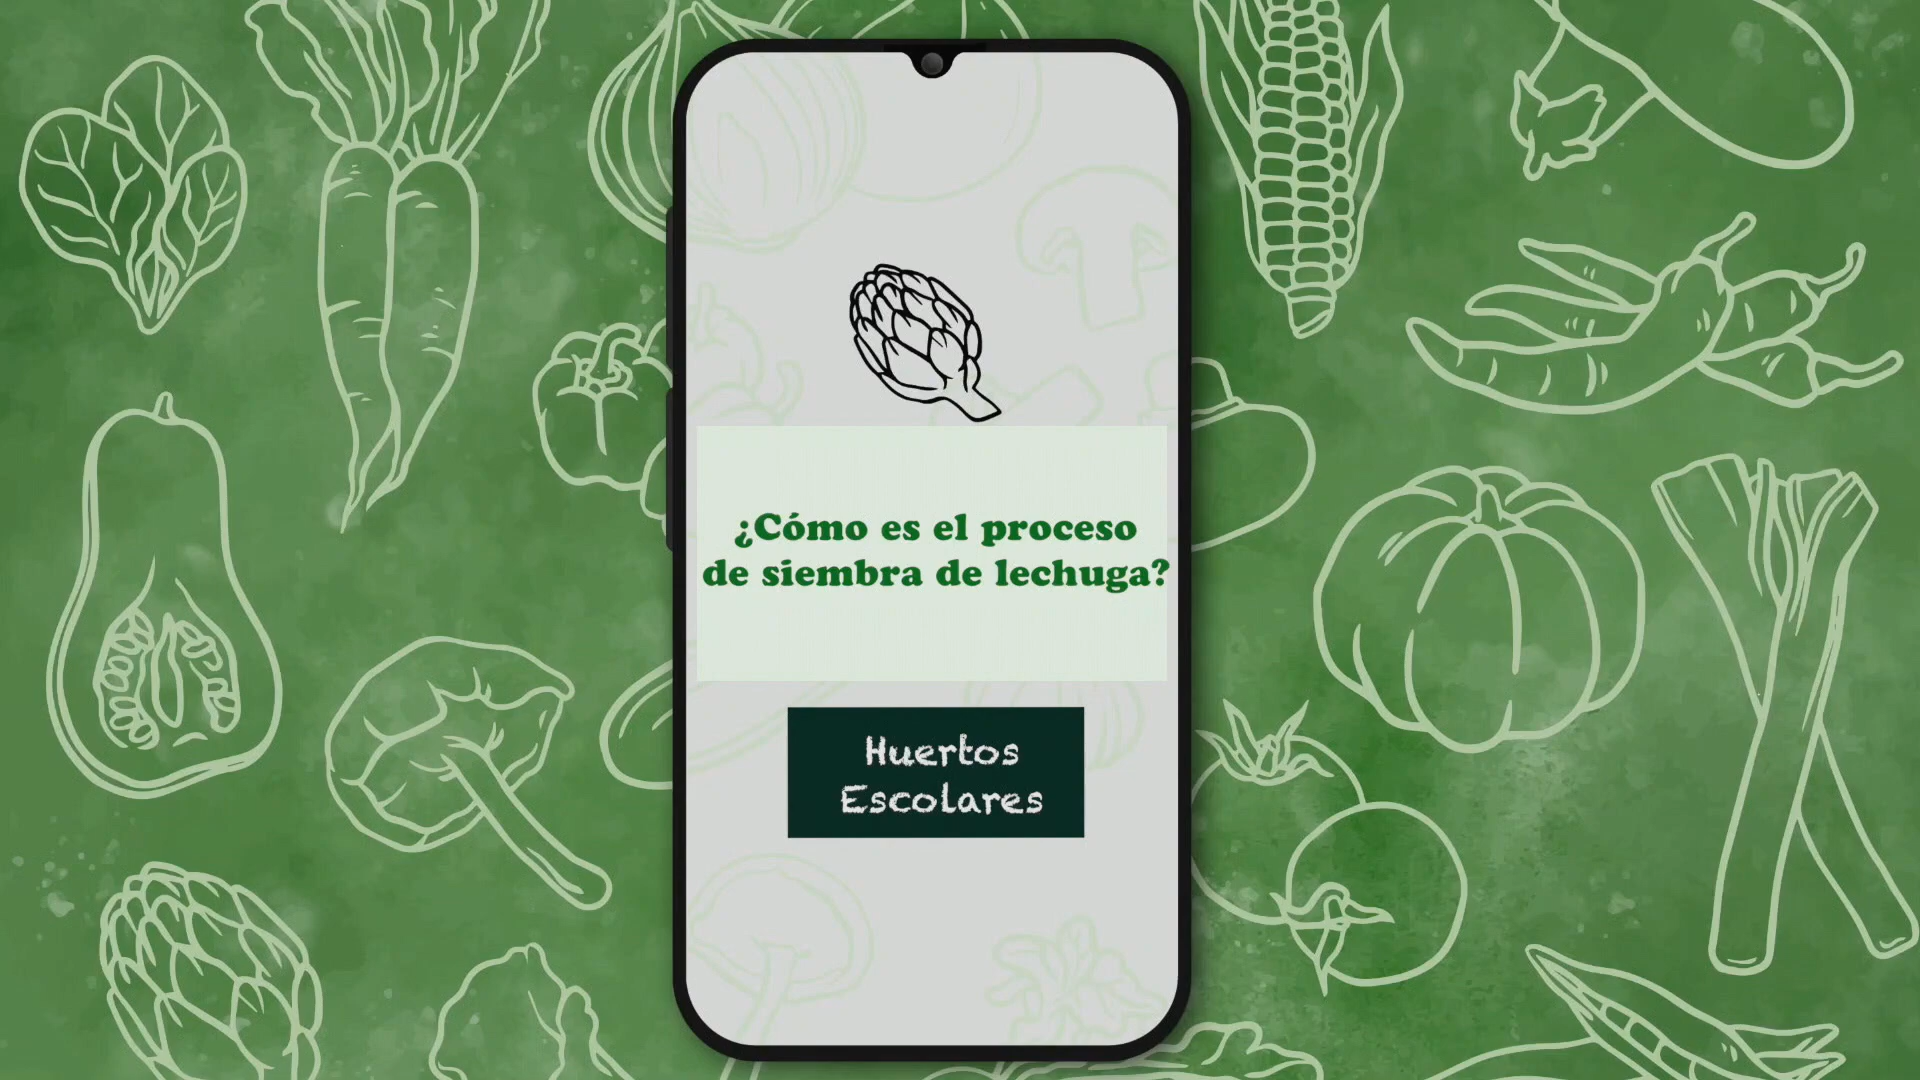 ¿Cómo es el proceso
de siembra de lechuga?
Huertos
Escolares